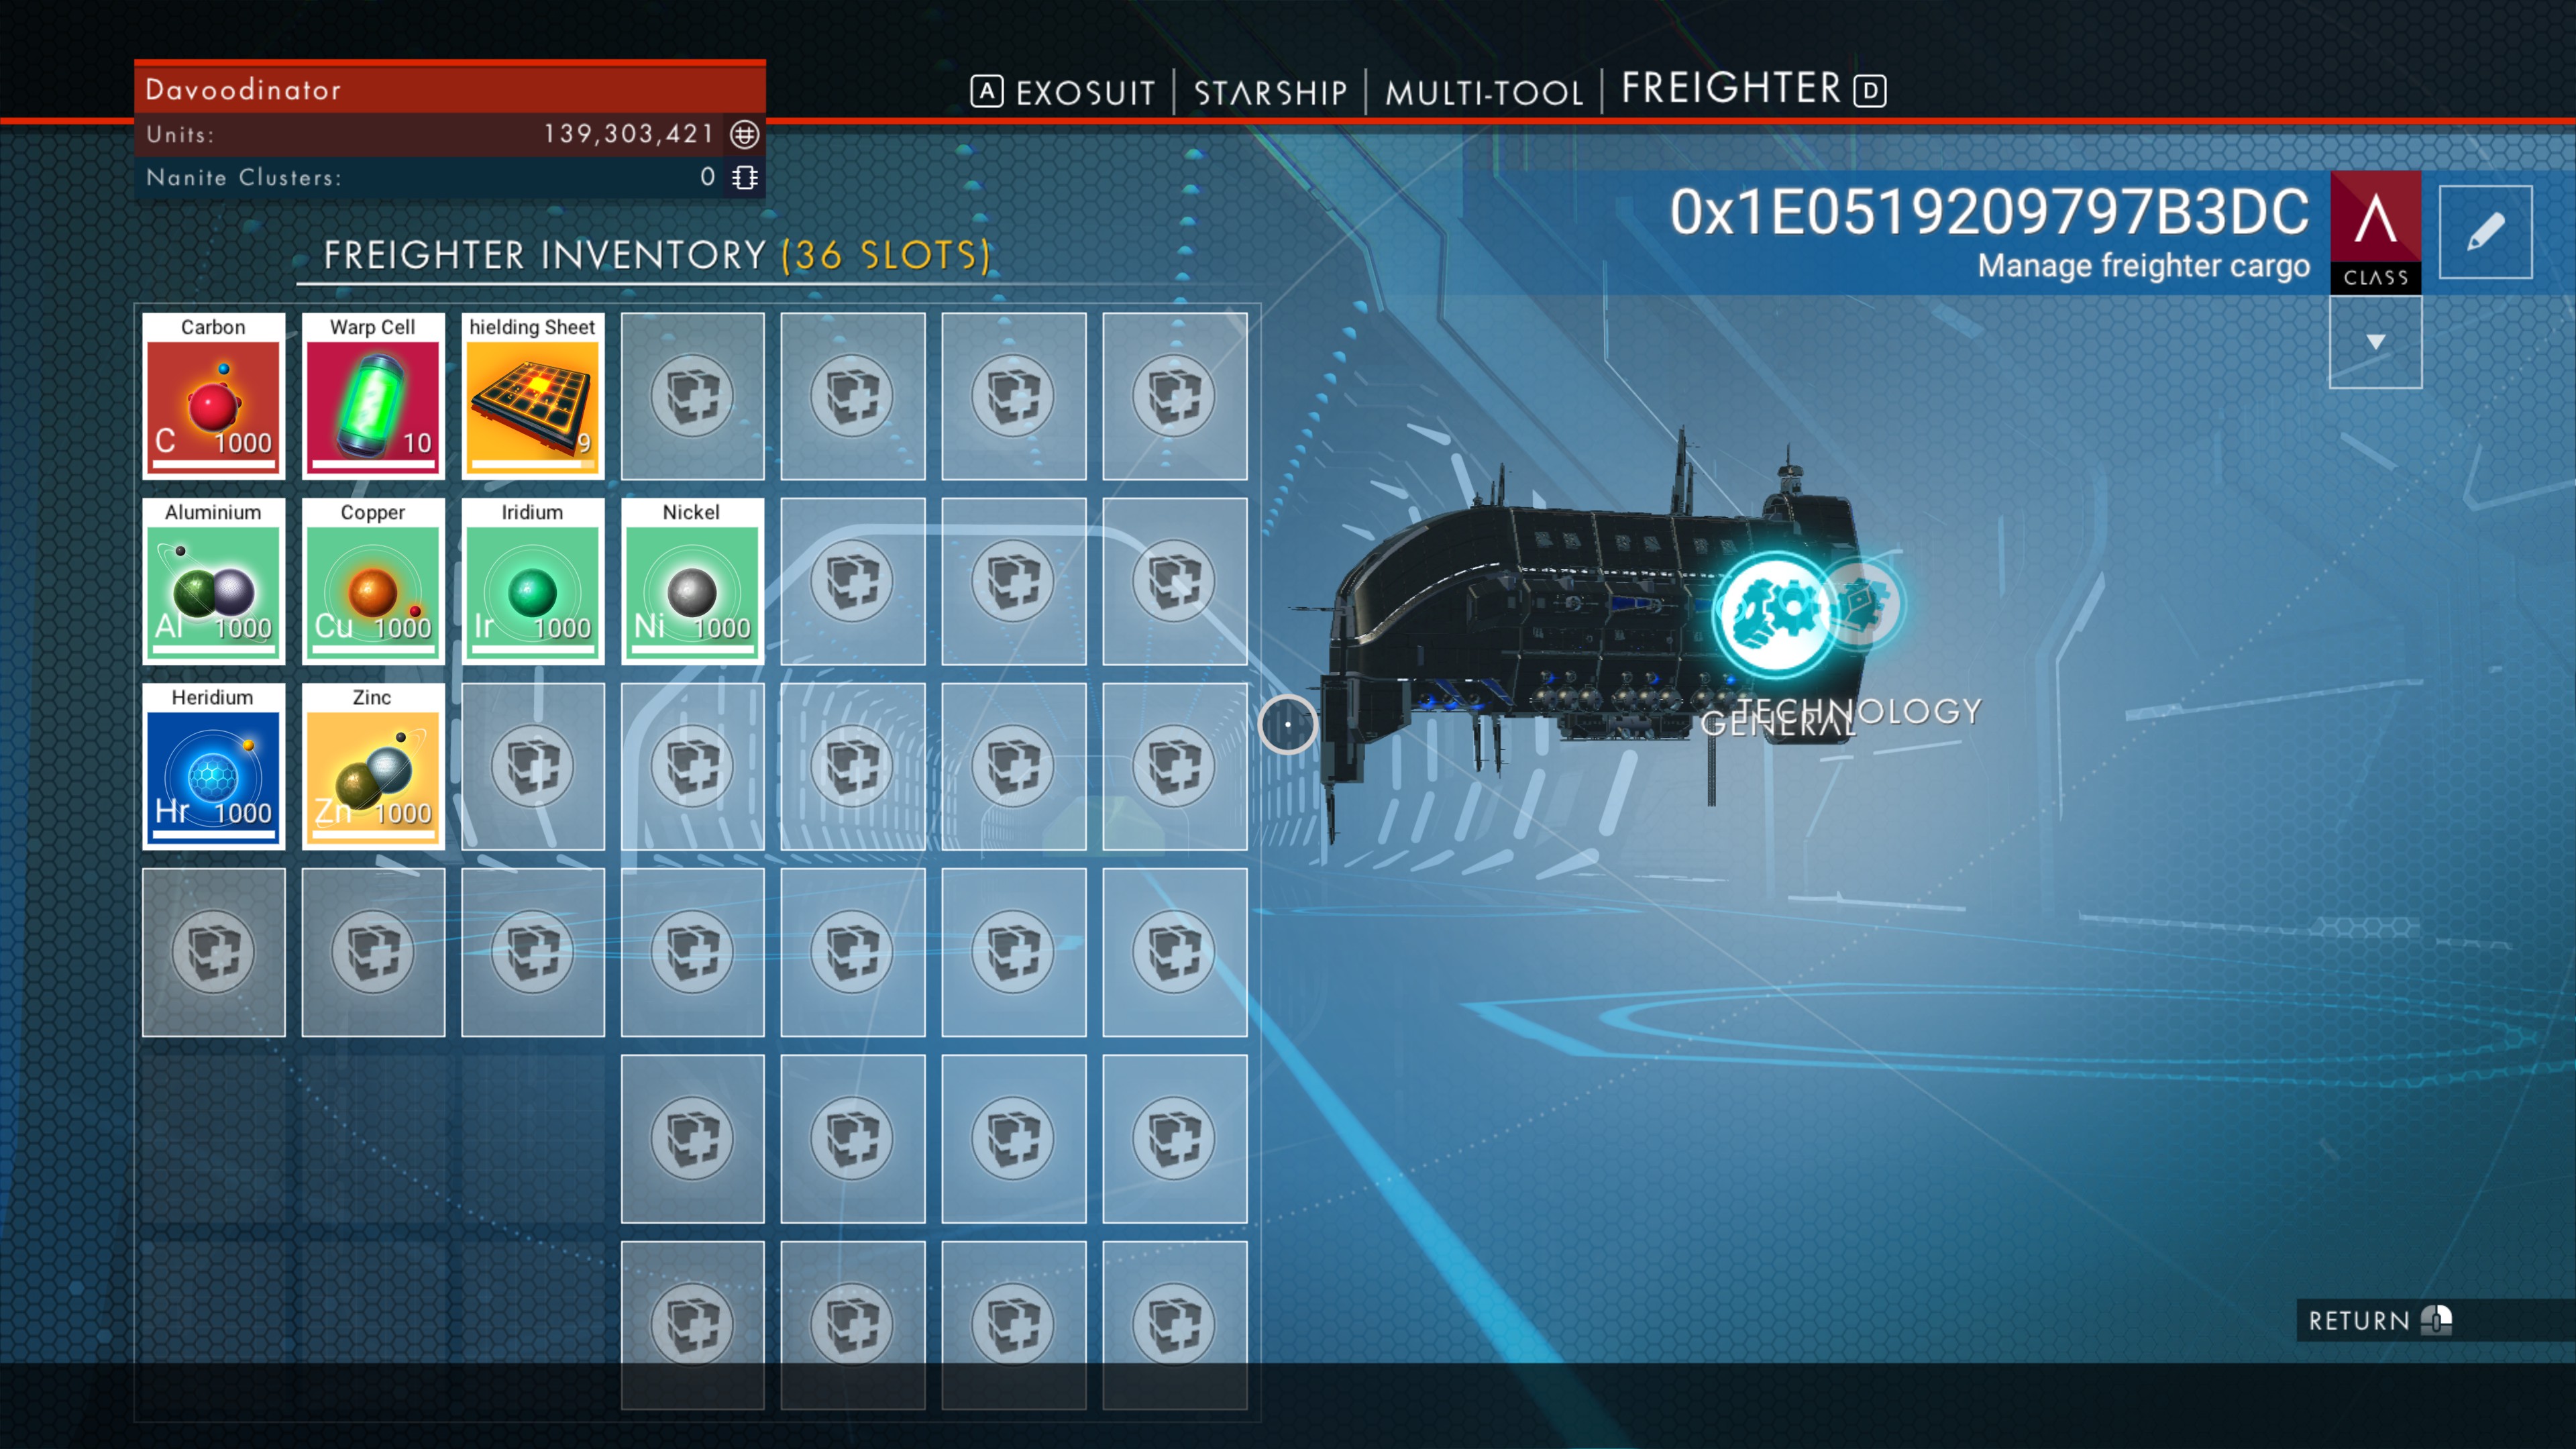 Davoodinator
Units: 139,303,421
Nanite Clusters: 0
A EXOSUIT STARSHIP MULTI-TOOL FREIGHTER D
0x1E0519209797B3DC
Manage freighter cargo
A
CLASS
FREIGHTER INVENTORY (36 SLOTS)
Carbon Warp Cell hielding Sheet
C 1000 10 9
Aluminium Copper Iridium Nickel
Al 1000 Cu 1000 Ir 1000 Ni 1000
Heridium Zinc
Hr 1000 Zn 1000
TECHNOLOGY
GENERAL
RETURN